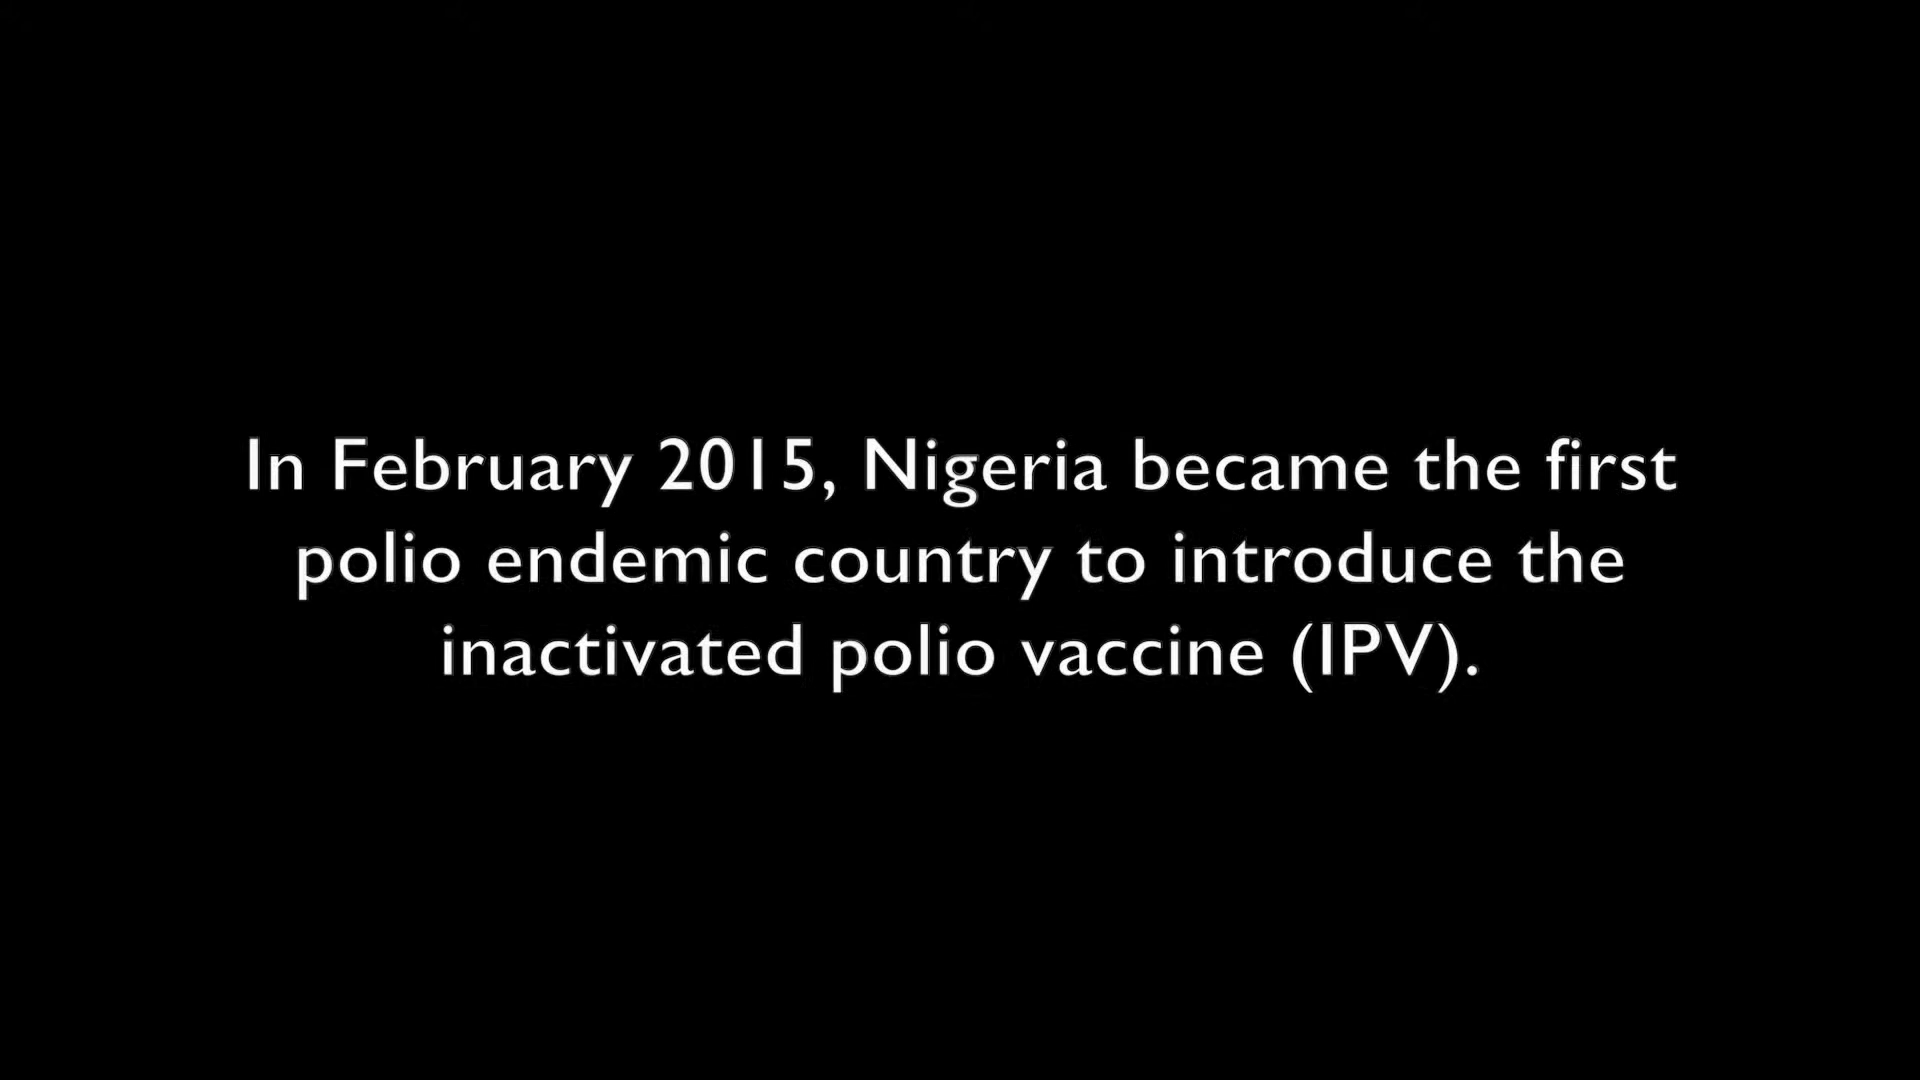 In February 2015, Nigeria became the first
polio endemic country to introduce the
inactivated polio vaccine (IPV).